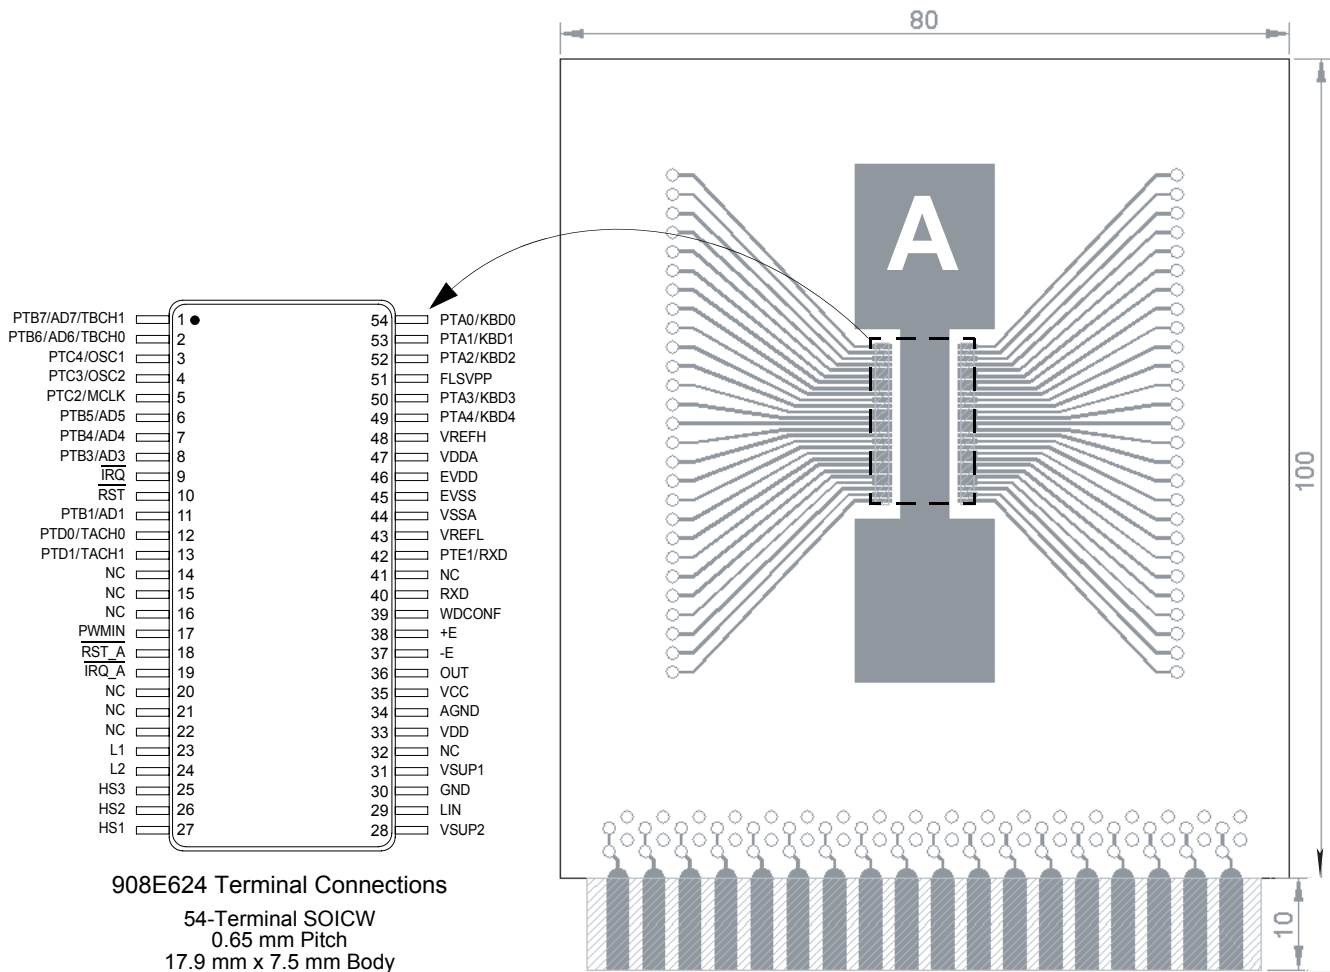 80
A
100
10
PTB7/AD7/TBCH1 1 54 PTA0/KBD0
PTB6/AD6/TBCH0 2 53 PTA1/KBD1
PTC4/OSC1 3 52 PTA2/KBD2
PTC3/OSC2 4 51 FLSVPP
PTC2/MCLK 5 50 PTA3/KBD3
PTB5/AD5 6 49 PTA4/KBD4
PTB4/AD4 7 48 VREFH
PTB3/AD3 8 47 VDDA
IRQ 9 46 EVDD
RST 10 45 EVSS
PTB1/AD1 11 44 VSSA
PTD0/TACH0 12 43 VREFL
PTD1/TACH1 13 42 PTE1/RXD
NC 14 41 NC
NC 15 40 RXD
NC 16 39 WDCONF
PWMIN 17 38 +E
RST_A 18 37 -E
IRQ_A 19 36 OUT
NC 20 35 VCC
NC 21 34 AGND
NC 22 33 VDD
L1 23 32 NC
L2 24 31 VSUP1
HS3 25 30 GND
HS2 26 29 LIN
HS1 27 28 VSUP2
908E624 Terminal Connections
54-Terminal SOICW
0.65 mm Pitch
17.9 mm x 7.5 mm Body